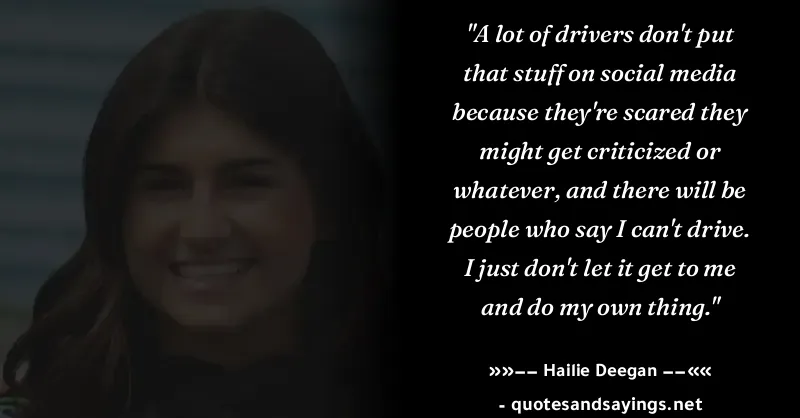 "A lot of drivers don't put
that stuff on social media
because they're scared they
might get criticized or
whatever, and there will be
people who say I can't drive.
I just don't let it get to me
and do my own thing."
»»–– Hailie Deegan ––««
- quotesandsayings.net